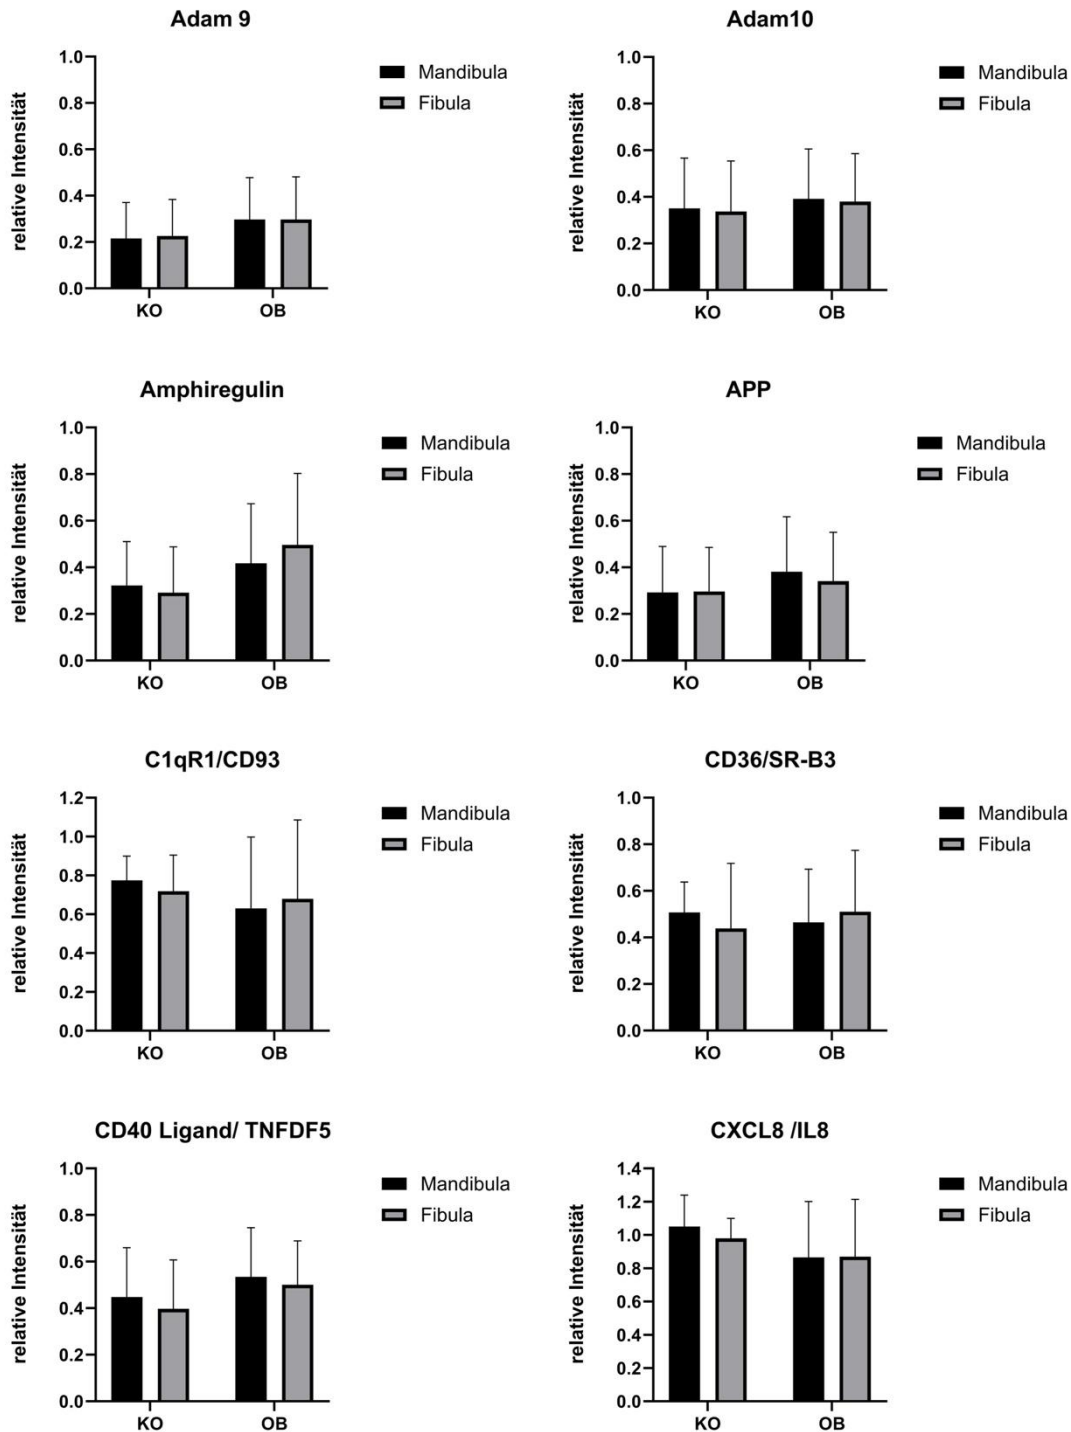 Adam 9
relative Intensität
1.0
0.8
0.6
0.4
0.2
0.0
KO
OB
Mandibula
Fibula
Adam10
relative Intensität
1.0
0.8
0.6
0.4
0.2
0.0
KO
OB
Mandibula
Fibula
Amphiregulin
relative Intensität
1.0
0.8
0.6
0.4
0.2
0.0
KO
OB
Mandibula
Fibula
APP
relative Intensität
1.0
0.8
0.6
0.4
0.2
0.0
KO
OB
Mandibula
Fibula
C1qR1/CD93
relative Intensität
1.2
1.0
0.8
0.6
0.4
0.2
0.0
KO
OB
Mandibula
Fibula
CD36/SR-B3
relative Intensität
1.0
0.8
0.6
0.4
0.2
0.0
KO
OB
Mandibula
Fibula
CD40 Ligand/ TNFDF5
relative Intensität
1.0
0.8
0.6
0.4
0.2
0.0
KO
OB
Mandibula
Fibula
CXCL8 /IL8
relative Intensität
1.4
1.2
1.0
0.8
0.6
0.4
0.2
0.0
KO
OB
Mandibula
Fibula